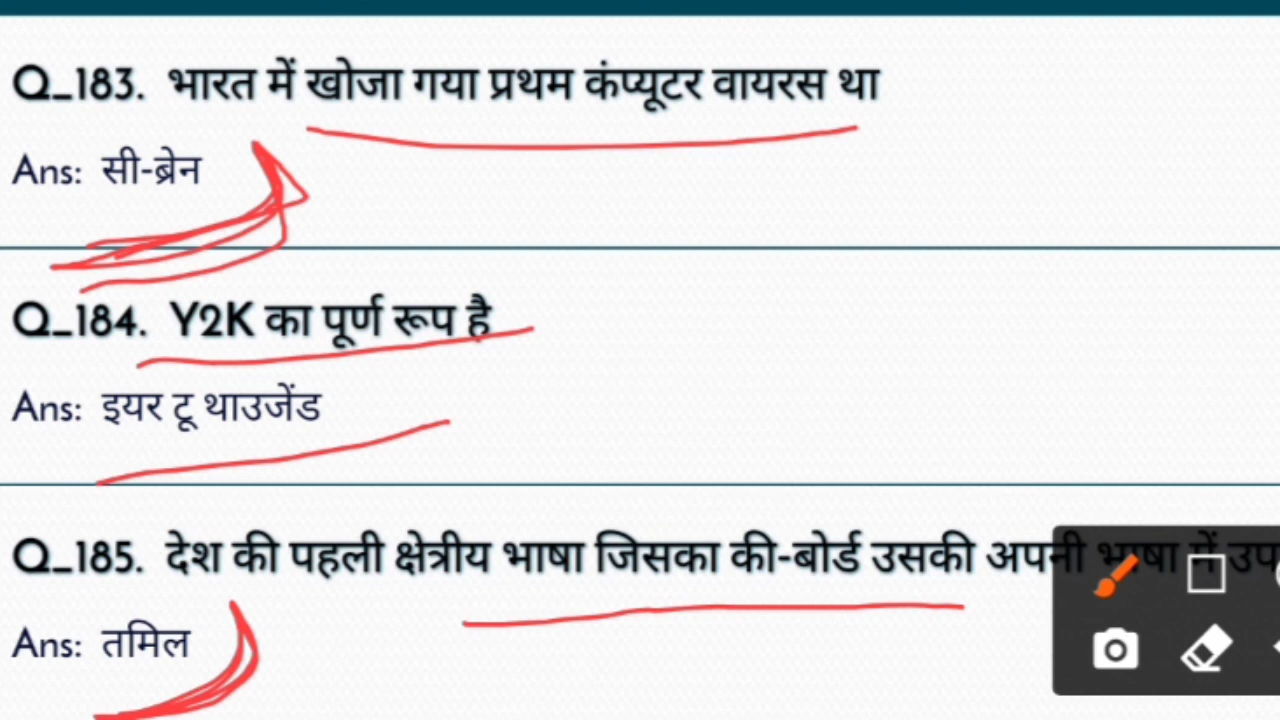 Q_183. भारत में खोजा गया प्रथम कंप्यूटर वायरस था
Ans: सी-ब्रेन
Q_184. Y2K का पूर्ण रूप है
Ans: इयर टू थाउजेंड
Q_185. देश की पहली क्षेत्रीय भाषा जिसका की-बोर्ड उसकी अपनी भाषा में
Ans: तमिल